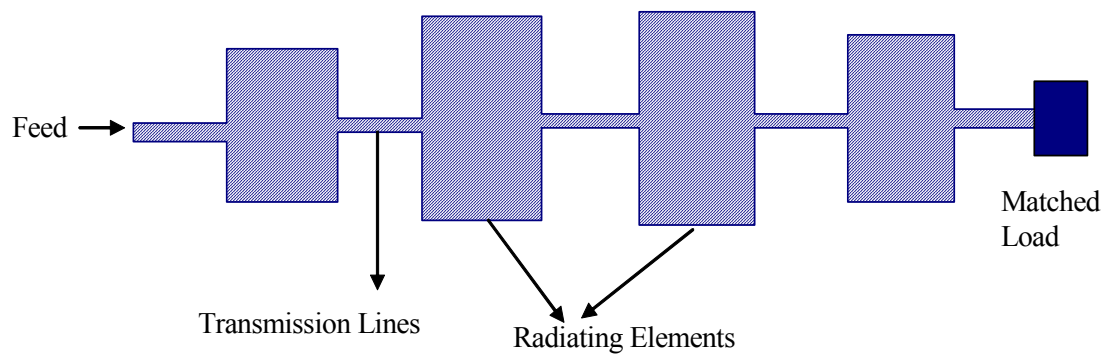 Feed
Matched
Load
Transmission Lines
Radiating Elements